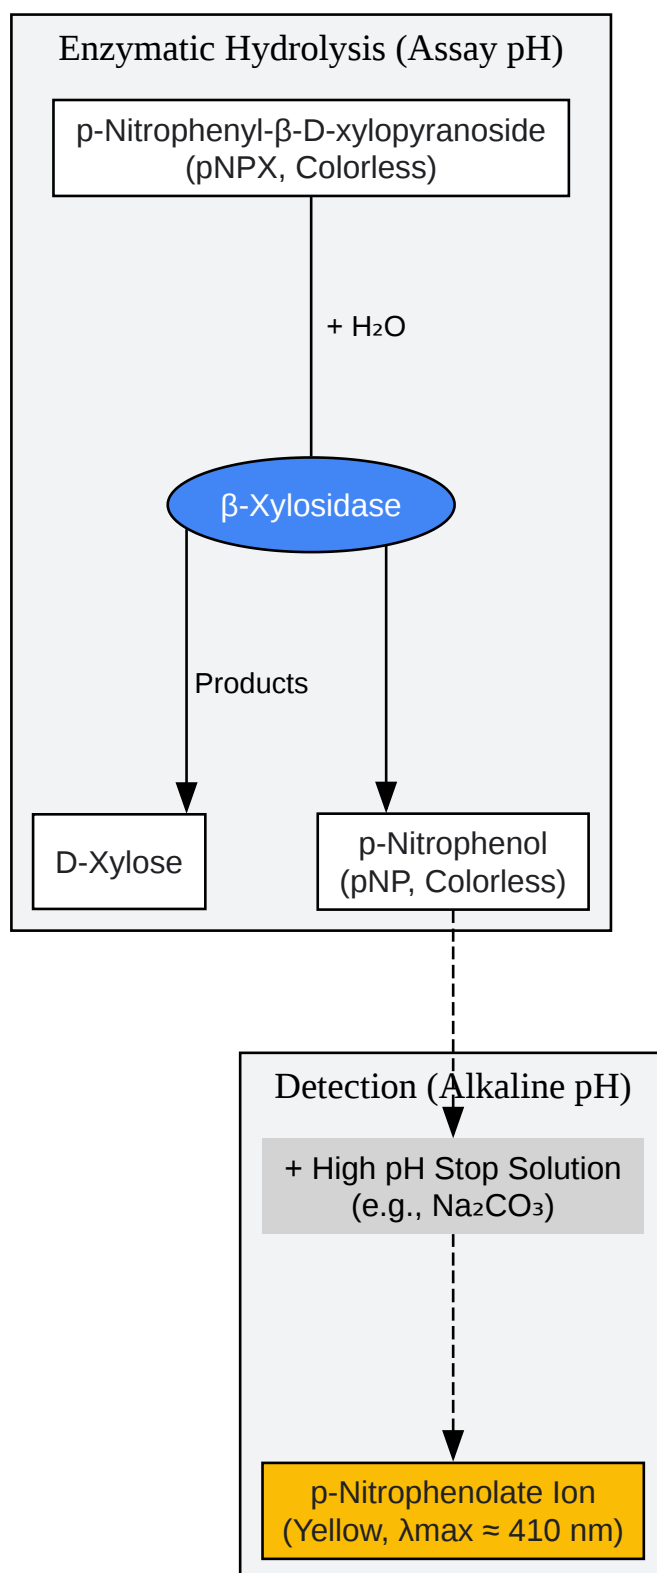 Enzymatic Hydrolysis (Assay pH)
p-Nitrophenyl-β-D-xylopyranoside
(pNPX, Colorless)
+ H₂O
β-Xylosidase
Products
D-Xylose
p-Nitrophenol
(pNP, Colorless)
Detection (Alkaline pH)
+ High pH Stop Solution
(e.g., Na₂CO₃)
p-Nitrophenolate Ion
(Yellow, λmax ≈ 410 nm)